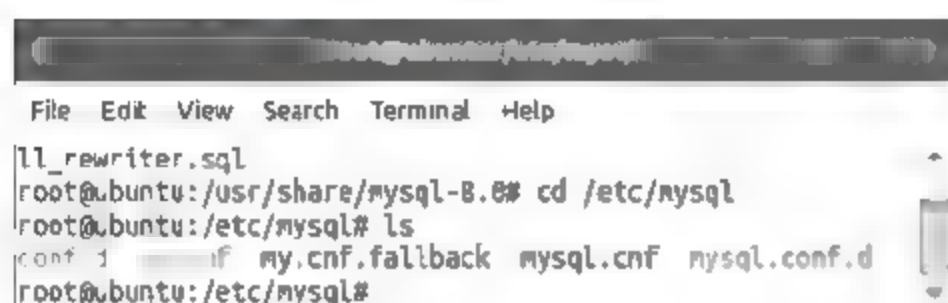 File Edit View Search Terminal Help
ll_rewriter.sql
root@ubuntu:/usr/share/mysql-8.0# cd /etc/mysql
root@ubuntu:/etc/mysql# ls
my.cnf.fallback mysql.cnf mysql.conf.d
root@ubuntu:/etc/mysql#